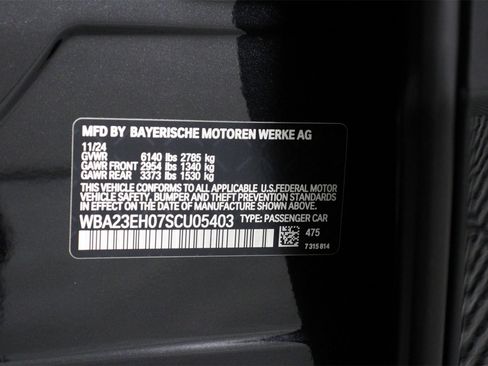 MFD BY BAYERISCHE MOTOREN WERKE AG
11/24
GVWR 6140 lbs 2785 kg
GAWR FRONT 2954 lbs 1340 kg
GAWR REAR 3373 lbs 1530 kg
THIS VEHICLE CONFORMS TO ALL APPLICABLE U.S.FEDERAL MOTOR
VEHICLE SAFETY, BUMPER AND THEFT PREVENTION STANDARDS
IN EFFECT ON THE DATE OF MANUFACTURE SHOWN ABOVE.
WBA23EH07SCU05403 TYPE: PASSENGER CAR
475
7 315 814